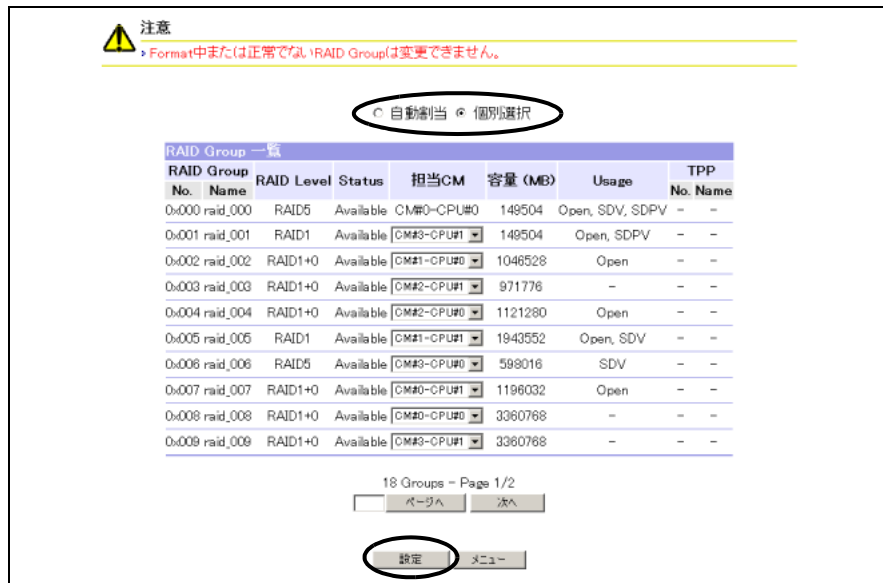 注意
Format中または正常でないRAID Groupは変更できません。
自動割当 個別選択
RAID Group 一覧
RAID Group RAID Level Status 担当CM 容量 (MB) Usage TPP
No. Name No. Name
0x000 raid_000 RAID5 Available CM#0-CPU#0 149504 Open, SDV, SDPV - -
0x001 raid_001 RAID1 Available CM#3-CPU#1 149504 Open, SDPV - -
0x002 raid_002 RAID1+0 Available CM#1-CPU#0 1046528 Open - -
0x003 raid_003 RAID1+0 Available CM#2-CPU#1 971776 - - -
0x004 raid_004 RAID1+0 Available CM#2-CPU#0 1121280 Open - -
0x005 raid_005 RAID1 Available CM#1-CPU#1 1943552 Open, SDV - -
0x006 raid_006 RAID5 Available CM#3-CPU#0 598016 SDV - -
0x007 raid_007 RAID1+0 Available CM#0-CPU#1 1196032 Open - -
0x008 raid_008 RAID1+0 Available CM#0-CPU#0 3360768 - - -
0x009 raid_009 RAID1+0 Available CM#3-CPU#1 3360768 - - -
18 Groups - Page 1/2
ページへ 次へ
設定 メニュー